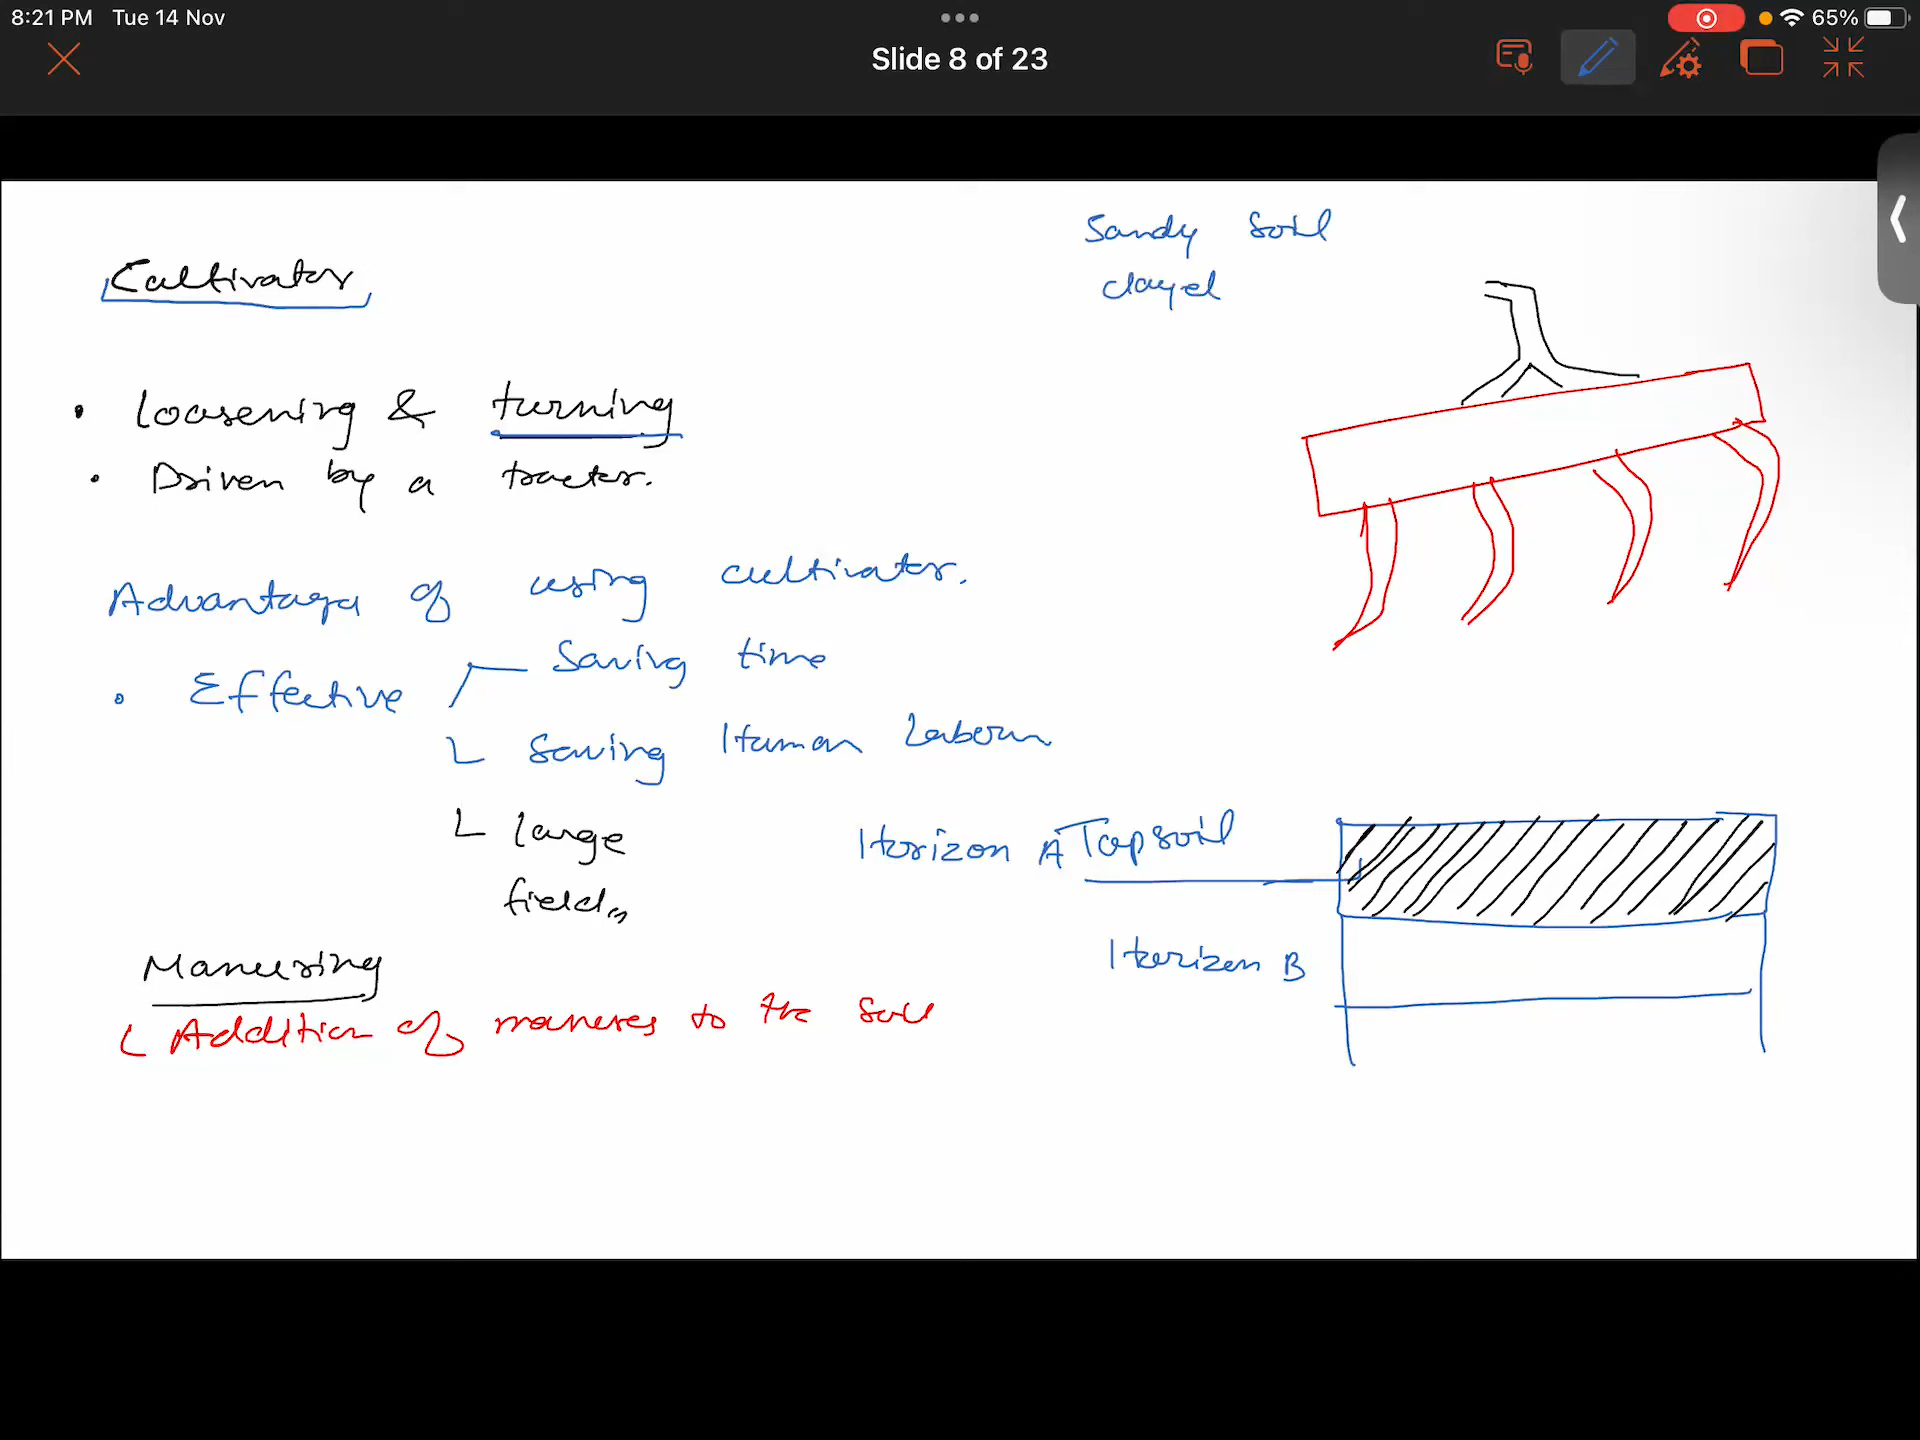 8:21 PM Tue 14 Nov
65%
Slide 8 of 23
Sandy Soil
clayel
Cultivator
• Loosening & turning
• Driven by a tractor.
Advantage of using cultivator.
• Effective
Saving time
Saving Human Labour
Large
fields
Horizon A Topsoil
Horizon B
Manuring
Addition of manures to the soil